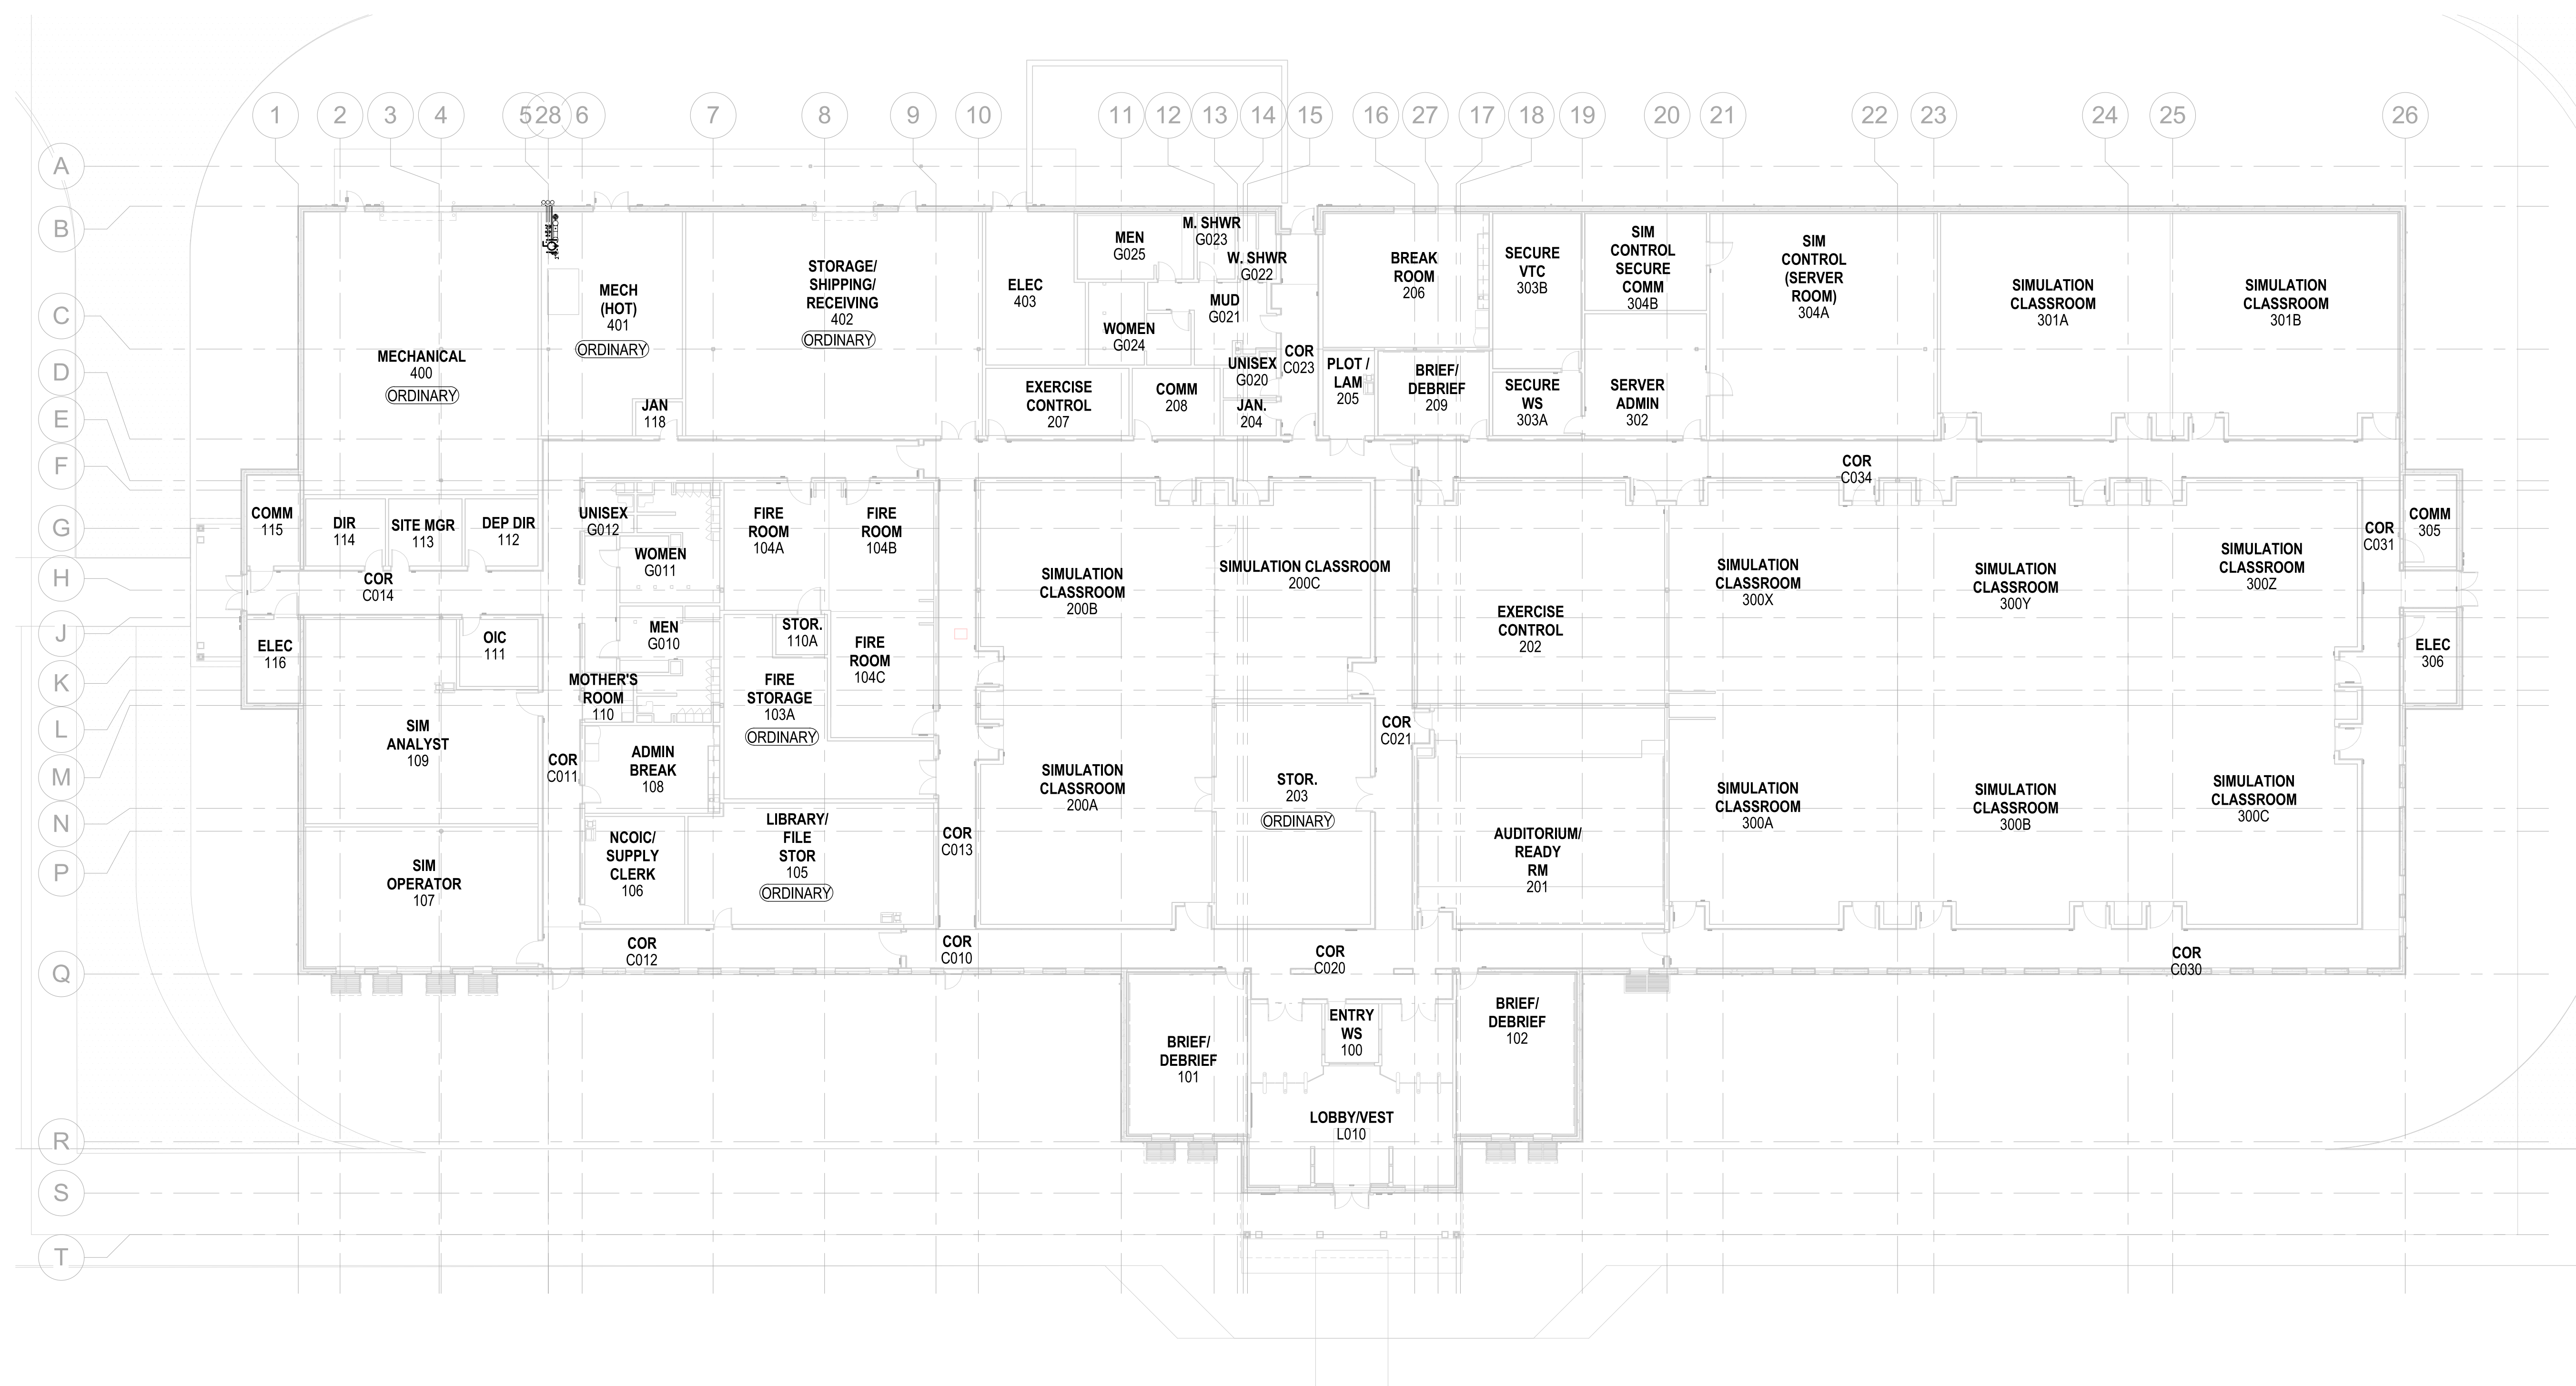 1
2
3
4
5
28
6
7
8
9
10
11
12
13
14
15
16
27
17
18
19
20
21
22
23
24
25
26
A
B
C
D
E
F
G
H
J
K
L
M
N
P
Q
R
S
T
MECHANICAL
400
ORDINARY
MECH
(HOT)
401
ORDINARY
JAN
118
STORAGE/
SHIPPING/
RECEIVING
402
ORDINARY
ELEC
403
MEN
G025
M. SHWR
G023
W. SHWR
G022
MUD
G021
WOMEN
G024
UNISEX
G020
EXERCISE
CONTROL
207
COMM
208
JAN.
204
COR
C023
BREAK
ROOM
206
PLOT /
LAM
205
BRIEF/
DEBRIEF
209
SECURE
VTC
303B
SECURE
WS
303A
SIM
CONTROL
SECURE
COMM
304B
SERVER
ADMIN
302
SIM
CONTROL
(SERVER
ROOM)
304A
SIMULATION
CLASSROOM
301A
SIMULATION
CLASSROOM
301B
COR
C034
COMM
115
DIR
114
SITE MGR
113
DEP DIR
112
COR
C014
ELEC
116
OIC
111
SIM
ANALYST
109
SIM
OPERATOR
107
UNISEX
G012
WOMEN
G011
MEN
G010
MOTHER'S
ROOM
110
COR
C011
ADMIN
BREAK
108
NCOIC/
SUPPLY
CLERK
106
FIRE
ROOM
104A
FIRE
ROOM
104B
STOR.
110A
FIRE
ROOM
104C
FIRE
STORAGE
103A
ORDINARY
LIBRARY/
FILE
STOR
105
ORDINARY
COR
C013
COR
C012
COR
C010
SIMULATION
CLASSROOM
200B
SIMULATION CLASSROOM
200C
SIMULATION
CLASSROOM
200A
STOR.
203
ORDINARY
COR
C021
EXERCISE
CONTROL
202
AUDITORIUM/
READY
RM
201
COR
C020
SIMULATION
CLASSROOM
300X
SIMULATION
CLASSROOM
300Y
SIMULATION
CLASSROOM
300Z
SIMULATION
CLASSROOM
300A
SIMULATION
CLASSROOM
300B
SIMULATION
CLASSROOM
300C
COR
C031
COMM
305
ELEC
306
COR
C030
BRIEF/
DEBRIEF
101
ENTRY
WS
100
BRIEF/
DEBRIEF
102
LOBBY/VEST
L010